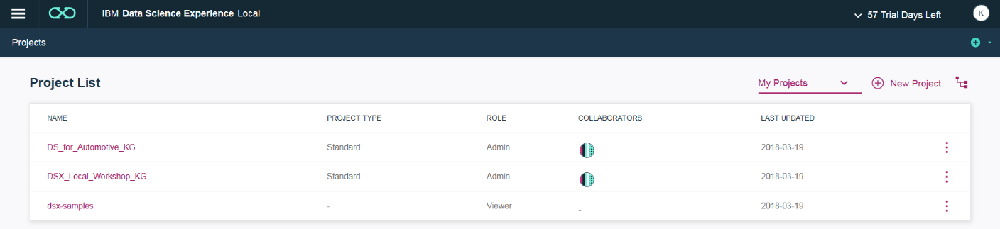 IBM Data Science Experience Local
57 Trial Days Left
K
Projects
Project List
My Projects
New Project
NAME PROJECT TYPE ROLE COLLABORATORS LAST UPDATED
DS_for_Automotive_KG Standard Admin 2018-03-19
DSX_Local_Workshop_KG Standard Admin 2018-03-19
dsx-samples - Viewer - 2018-03-19